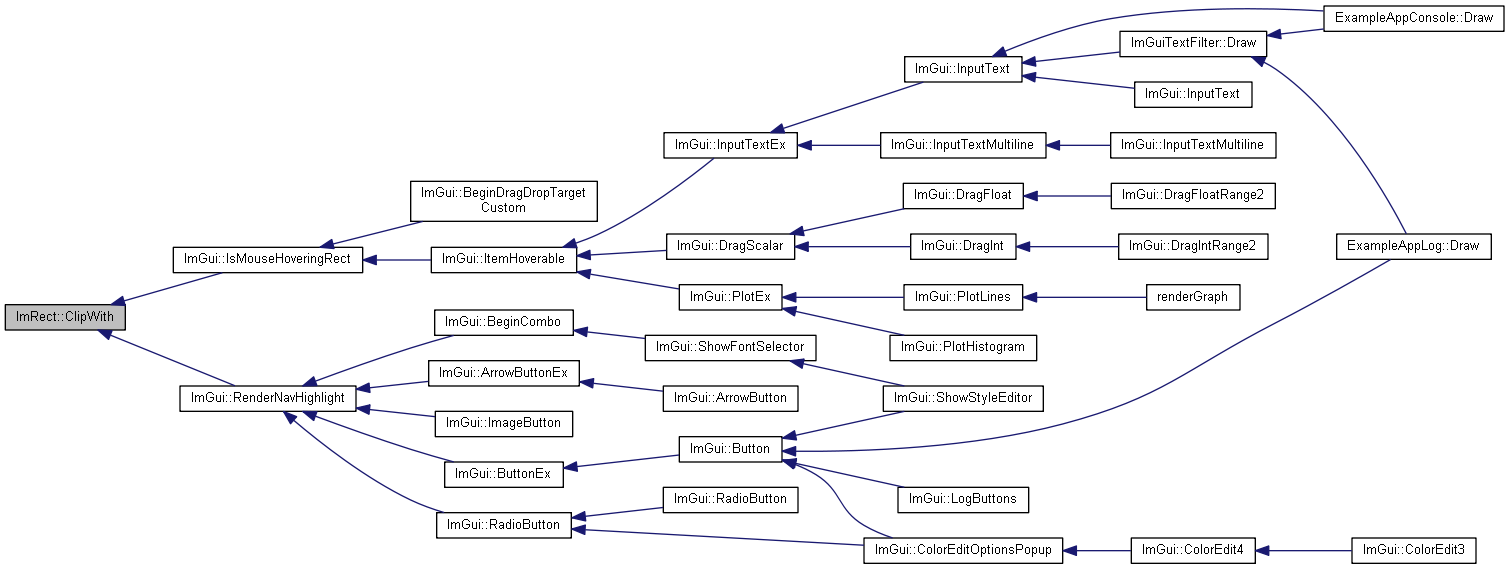 ExampleAppConsole::Draw
ImGuiTextFilter::Draw
ImGui::InputText
ImGui::InputText
ImGui::InputTextEx
ImGui::InputTextMultiline
ImGui::InputTextMultiline
ImGui::BeginDragDropTarget
Custom
ImGui::DragFloat
ImGui::DragFloatRange2
ImGui::IsMouseHoveringRect
ImGui::ItemHoverable
ImGui::DragScalar
ImGui::DragInt
ImGui::DragIntRange2
ExampleAppLog::Draw
ImGui::PlotEx
ImGui::PlotLines
renderGraph
ImRect::ClipWith
ImGui::BeginCombo
ImGui::ShowFontSelector
ImGui::PlotHistogram
ImGui::ArrowButtonEx
ImGui::RenderNavHighlight
ImGui::ArrowButton
ImGui::ShowStyleEditor
ImGui::ImageButton
ImGui::Button
ImGui::ButtonEx
ImGui::RadioButton
ImGui::LogButtons
ImGui::RadioButton
ImGui::ColorEditOptionsPopup
ImGui::ColorEdit4
ImGui::ColorEdit3